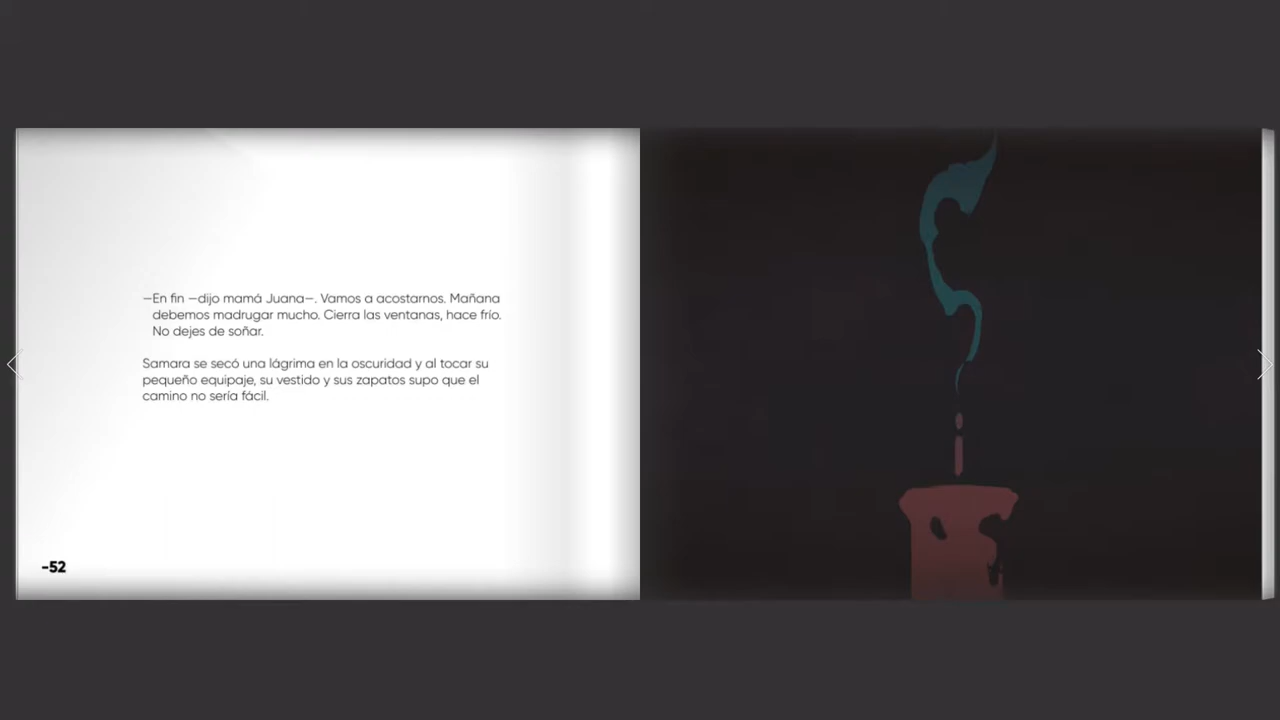 —En fin —dijo mamá Juana—. Vamos a acostarnos. Mañana
debemos madrugar mucho. Cierra las ventanas, hace frío.
No dejes de soñar.
Samara se secó una lágrima en la oscuridad y al tocar su
pequeño equipaje, su vestido y sus zapatos supo que el
camino no sería fácil.
-52